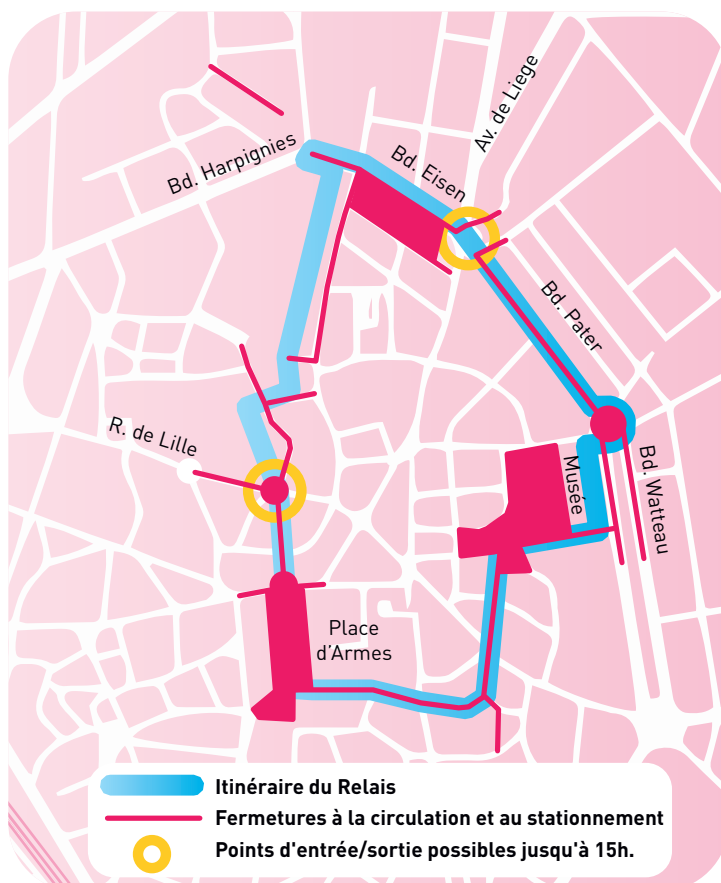 Av. de Liege
Bd. Harpignies
Bd. Eisen
Bd. Pater
R. de Lille
Musée
Bd. Watteau
Place
d'Armes
Itinéraire du Relais
Fermetures à la circulation et au stationnement
Points d'entrée/sortie possibles jusqu'à 15h.